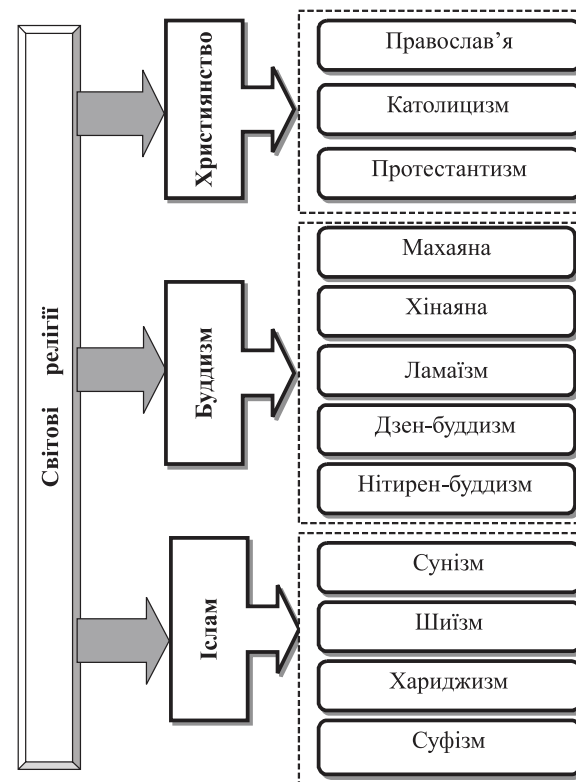 Світові релігії
Християнство
Православ’я
Католицизм
Протестантизм
Буддизм
Махаяна
Хінаяна
Ламаїзм
Дзен-буддизм
Нітирен-буддизм
Іслам
Сунізм
Шиїзм
Хариджизм
Суфізм